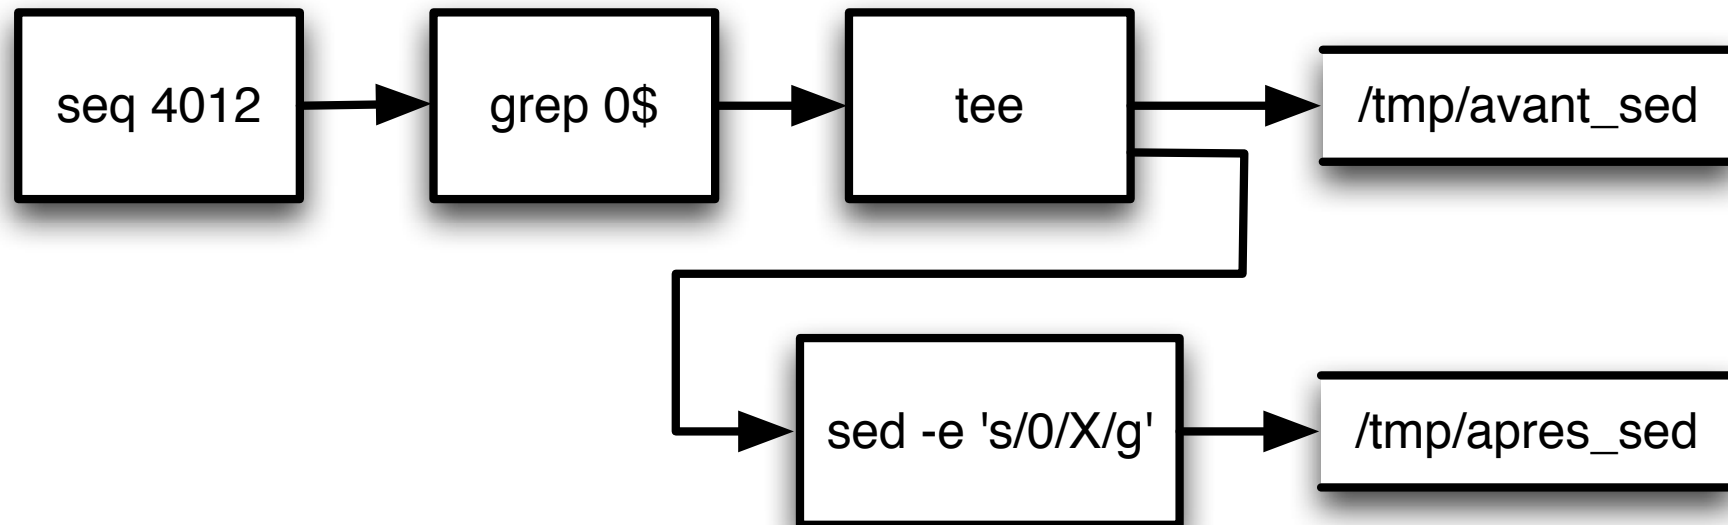 seq 4012
grep 0$
tee
/tmp/avant_sed
sed -e 's/0/X/g'
/tmp/apres_sed